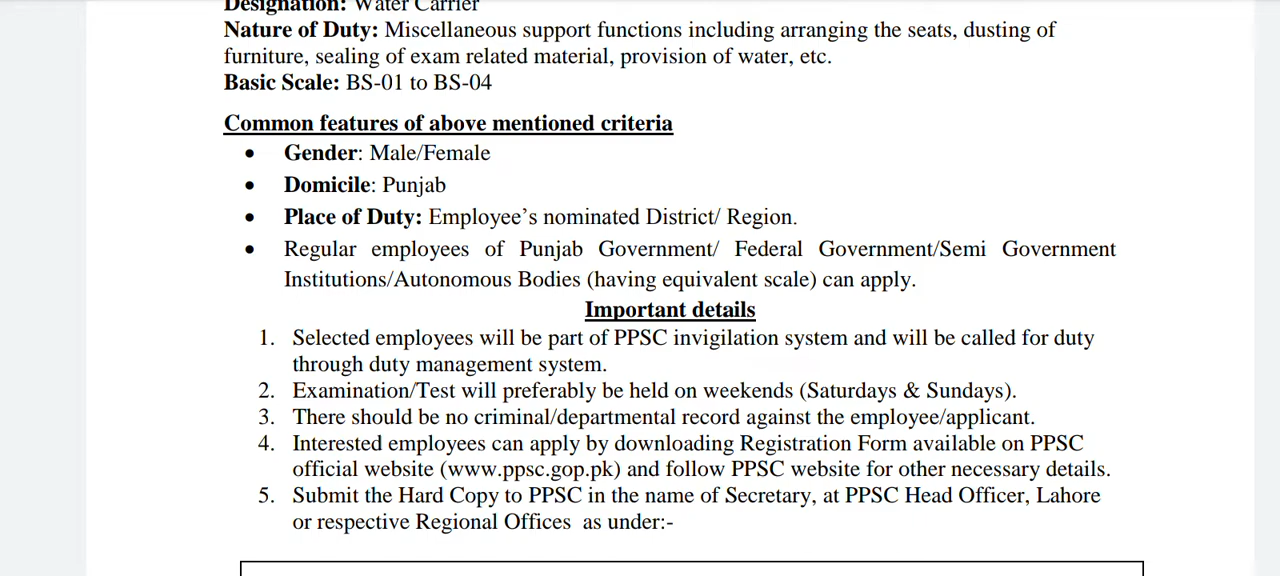 Designation: Water Carrier
Nature of Duty: Miscellaneous support functions including arranging the seats, dusting of
furniture, sealing of exam related material, provision of water, etc.
Basic Scale: BS-01 to BS-04
Common features of above mentioned criteria
• Gender: Male/Female
• Domicile: Punjab
• Place of Duty: Employee’s nominated District/ Region.
• Regular employees of Punjab Government/ Federal Government/Semi Government
Institutions/Autonomous Bodies (having equivalent scale) can apply.
Important details
1. Selected employees will be part of PPSC invigilation system and will be called for duty
through duty management system.
2. Examination/Test will preferably be held on weekends (Saturdays & Sundays).
3. There should be no criminal/departmental record against the employee/applicant.
4. Interested employees can apply by downloading Registration Form available on PPSC
official website (www.ppsc.gop.pk) and follow PPSC website for other necessary details.
5. Submit the Hard Copy to PPSC in the name of Secretary, at PPSC Head Officer, Lahore
or respective Regional Offices as under:-